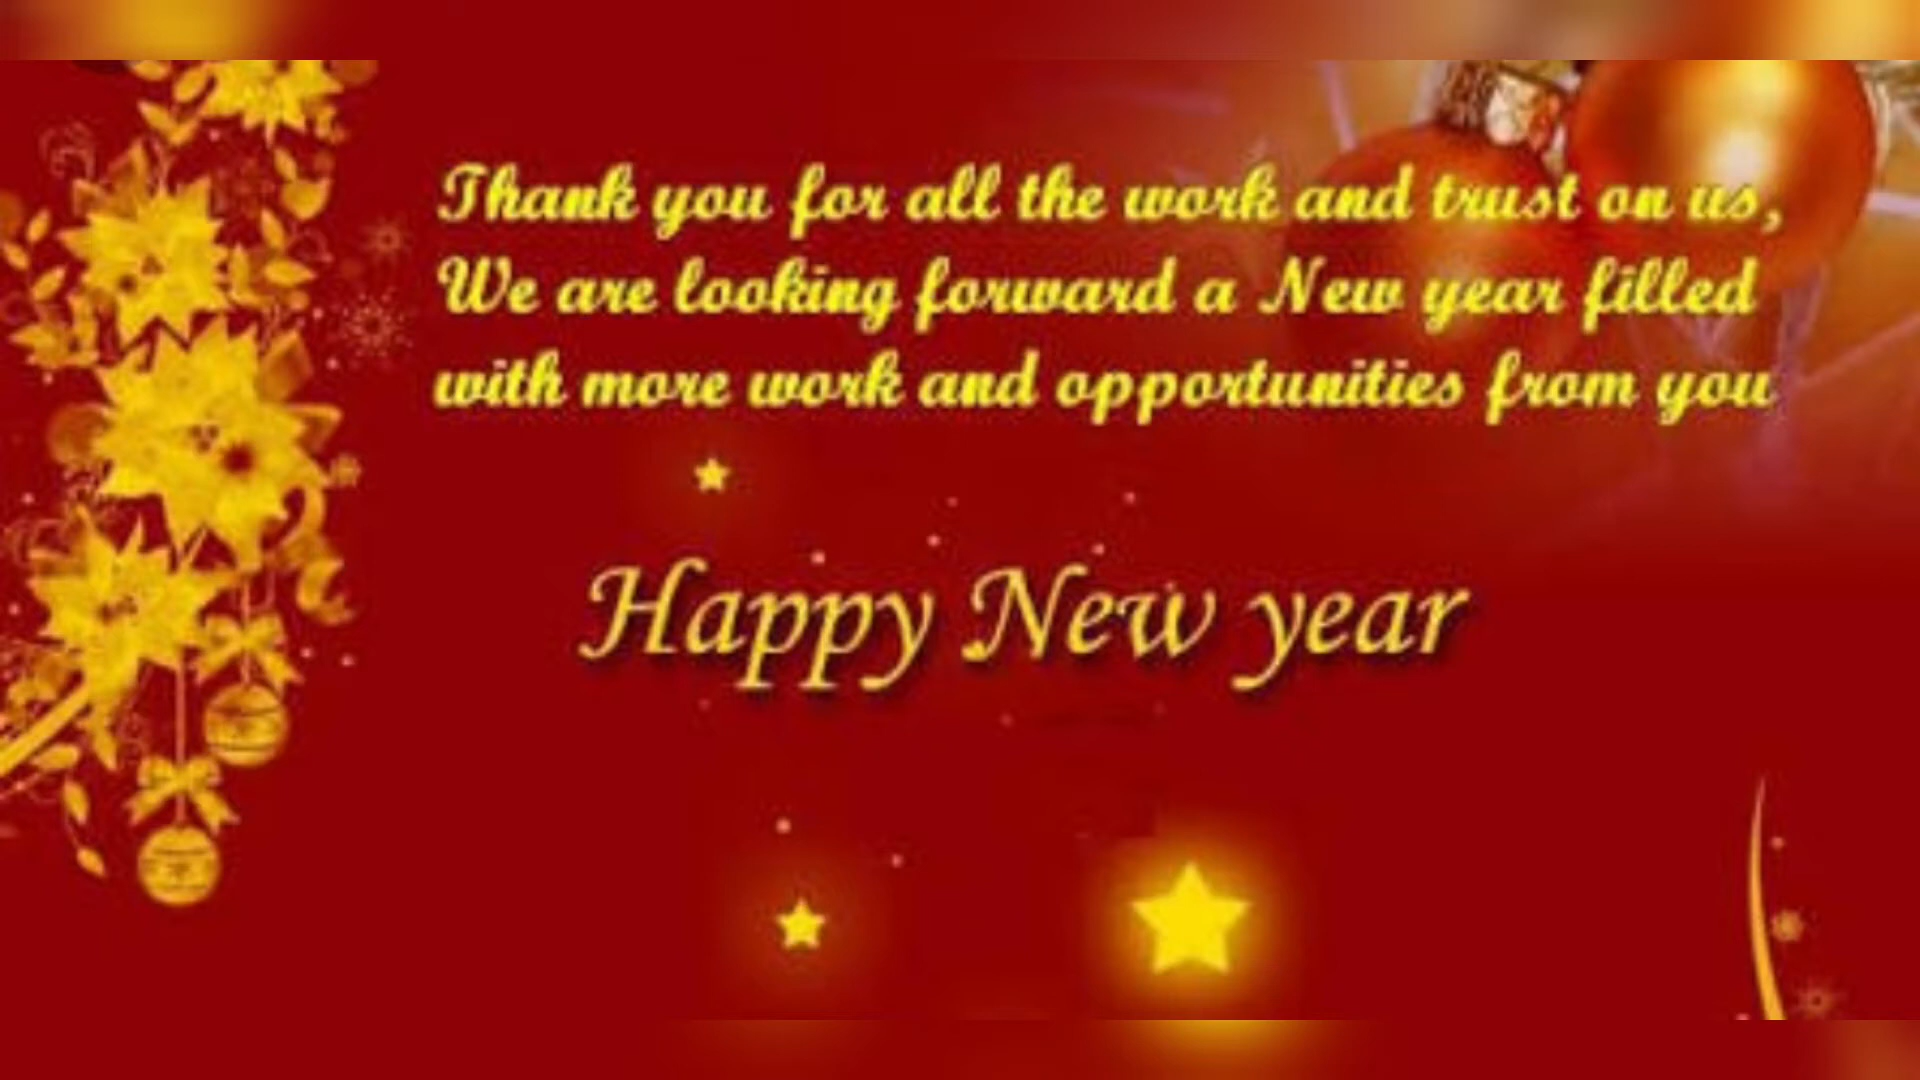 Thank you for all the work and trust on us,
We are looking forward a New year filled
with more work and opportunities from you
Happy New year